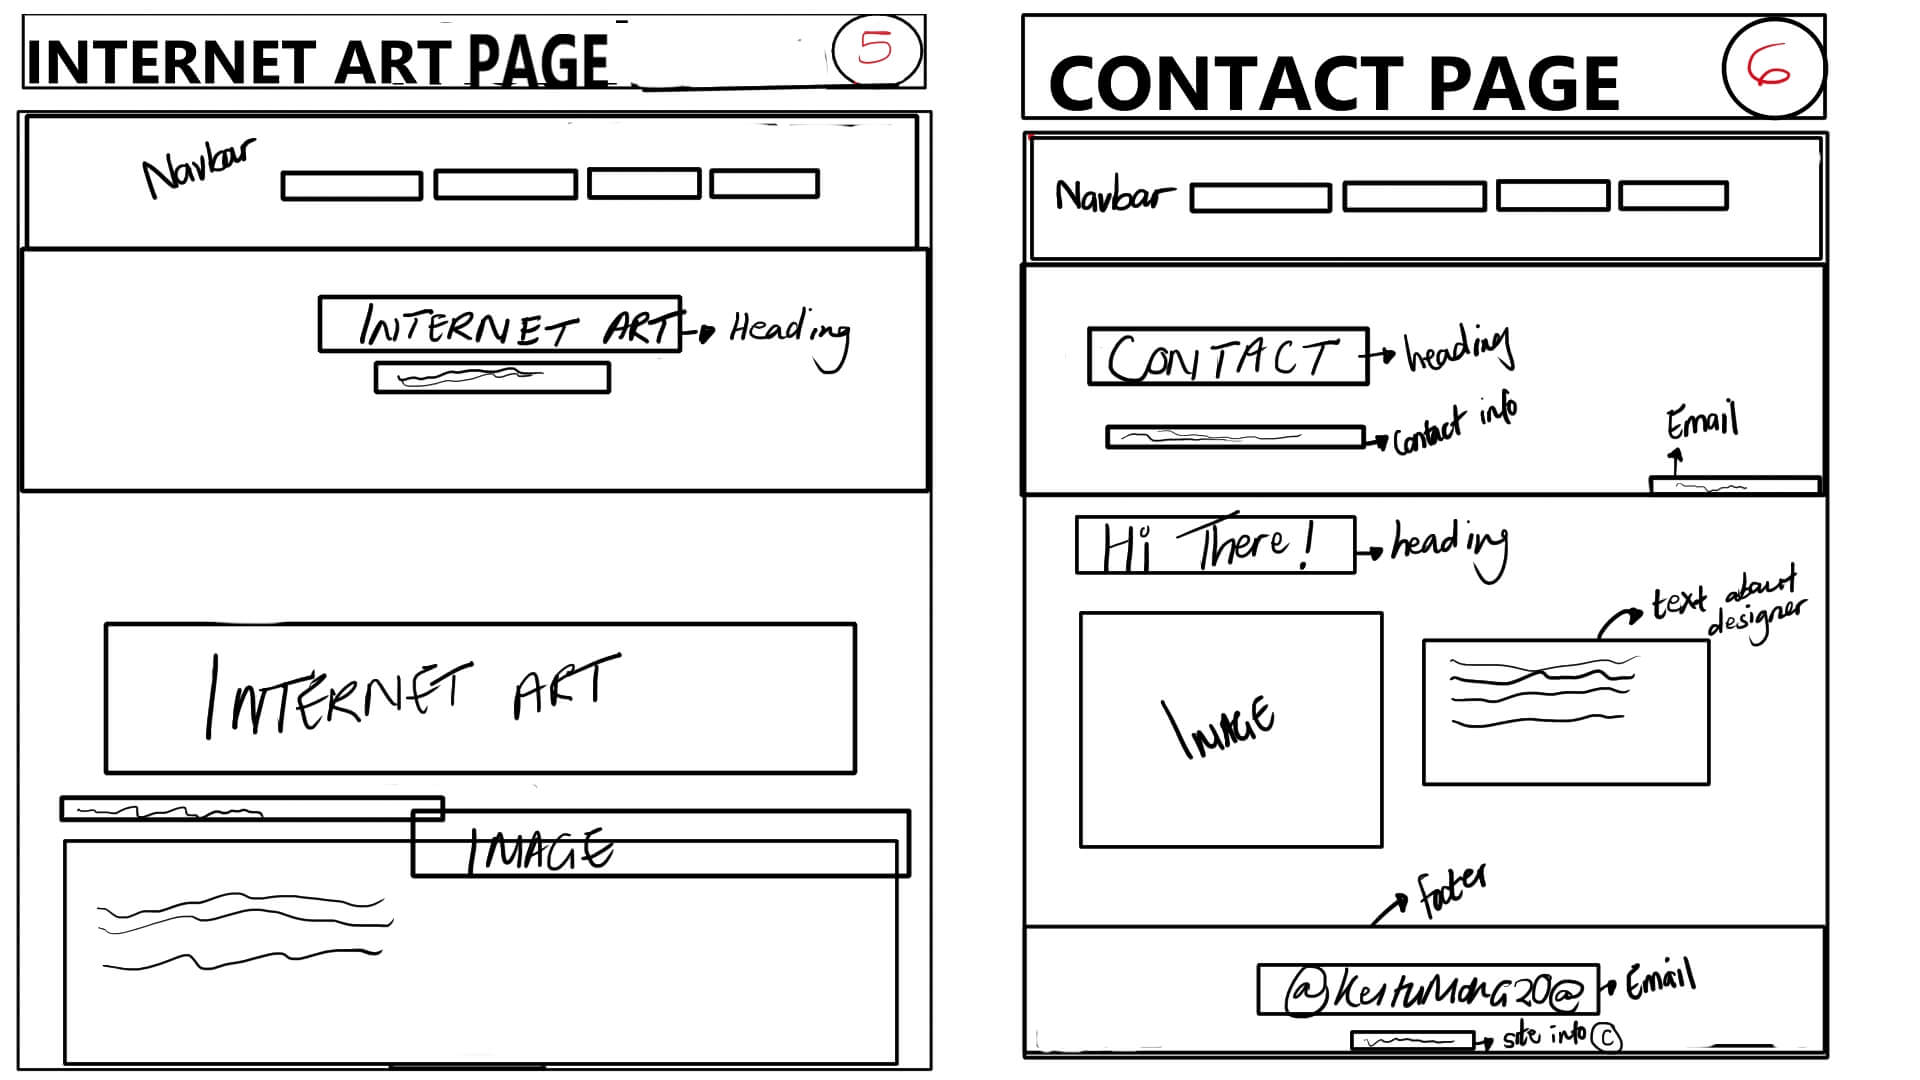 INTERNET ART PAGE
5
Navbar
INTERNET ART
Heading
INTERNET ART
IMAGE
CONTACT PAGE
6
Navbar
CONTACT
heading
contact info
Email
Hi There!
heading
text about
designer
IMAGE
footer
Email
site info ©